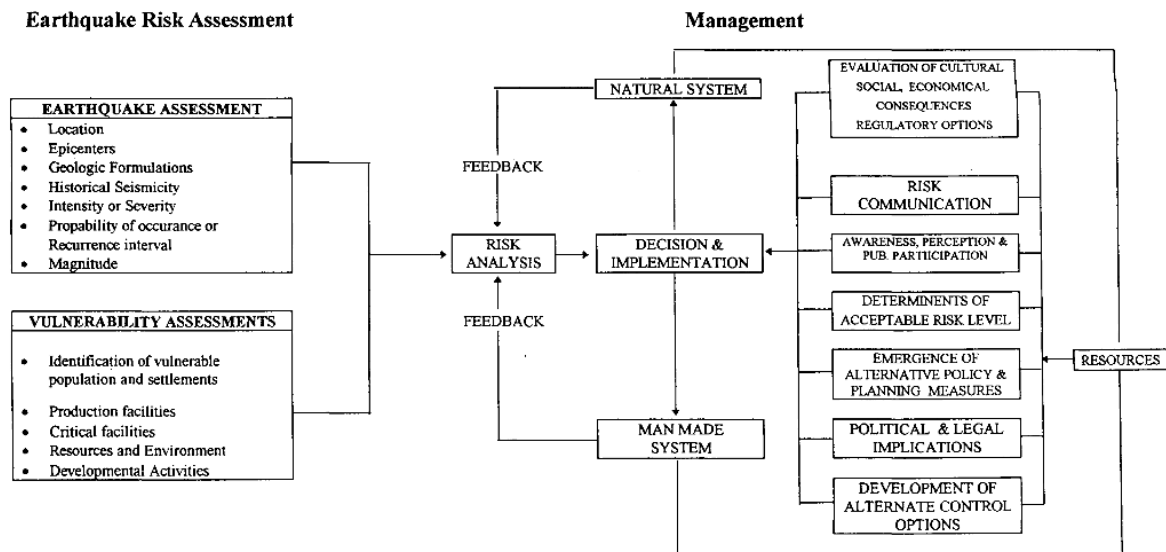 Earthquake Risk Assessment
Management
EARTHQUAKE ASSESSMENT
• Location
• Epicenters
• Geologic Formulations
• Historical Seismicity
• Intensity or Severity
• Propability of occurance or
Recurrence interval
• Magnitude
VULNERABILITY ASSESSMENTS
• Identification of vulnerable
population and settlements
• Production facilities
• Critical facilities
• Resources and Environment
• Developmental Activities
FEEDBACK
RISK
ANALYSIS
FEEDBACK
NATURAL SYSTEM
DECISION &
IMPLEMENTATION
MAN MADE
SYSTEM
EVALUATION OF CULTURAL
SOCIAL, ECONOMICAL
CONSEQUENCES
REGULATORY OPTIONS
RISK
COMMUNICATION
AWARENESS, PERCEPTION &
PUB. PARTICIPATION
DETERMINENTS OF
ACCEPTABLE RISK LEVEL
EMERGENCE OF
ALTERNATIVE POLICY &
PLANNING MEASURES
POLITICAL & LEGAL
IMPLICATIONS
DEVELOPMENT OF
ALTERNATE CONTROL
OPTIONS
RESOURCES